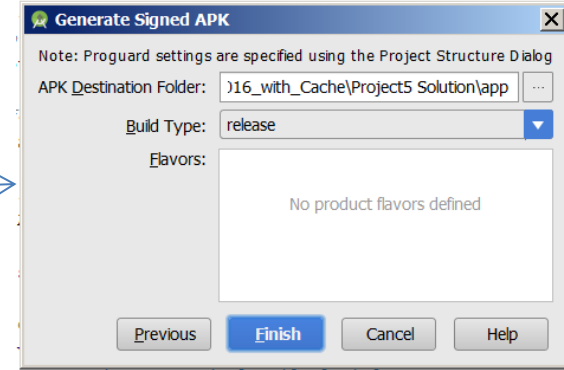 Generate Signed APK
Note: Proguard settings are specified using the Project Structure Dialog
APK Destination Folder: )16_with_Cache\Project5 Solution\app ...
Build Type: release
Flavors:
No product flavors defined
Previous Finish Cancel Help